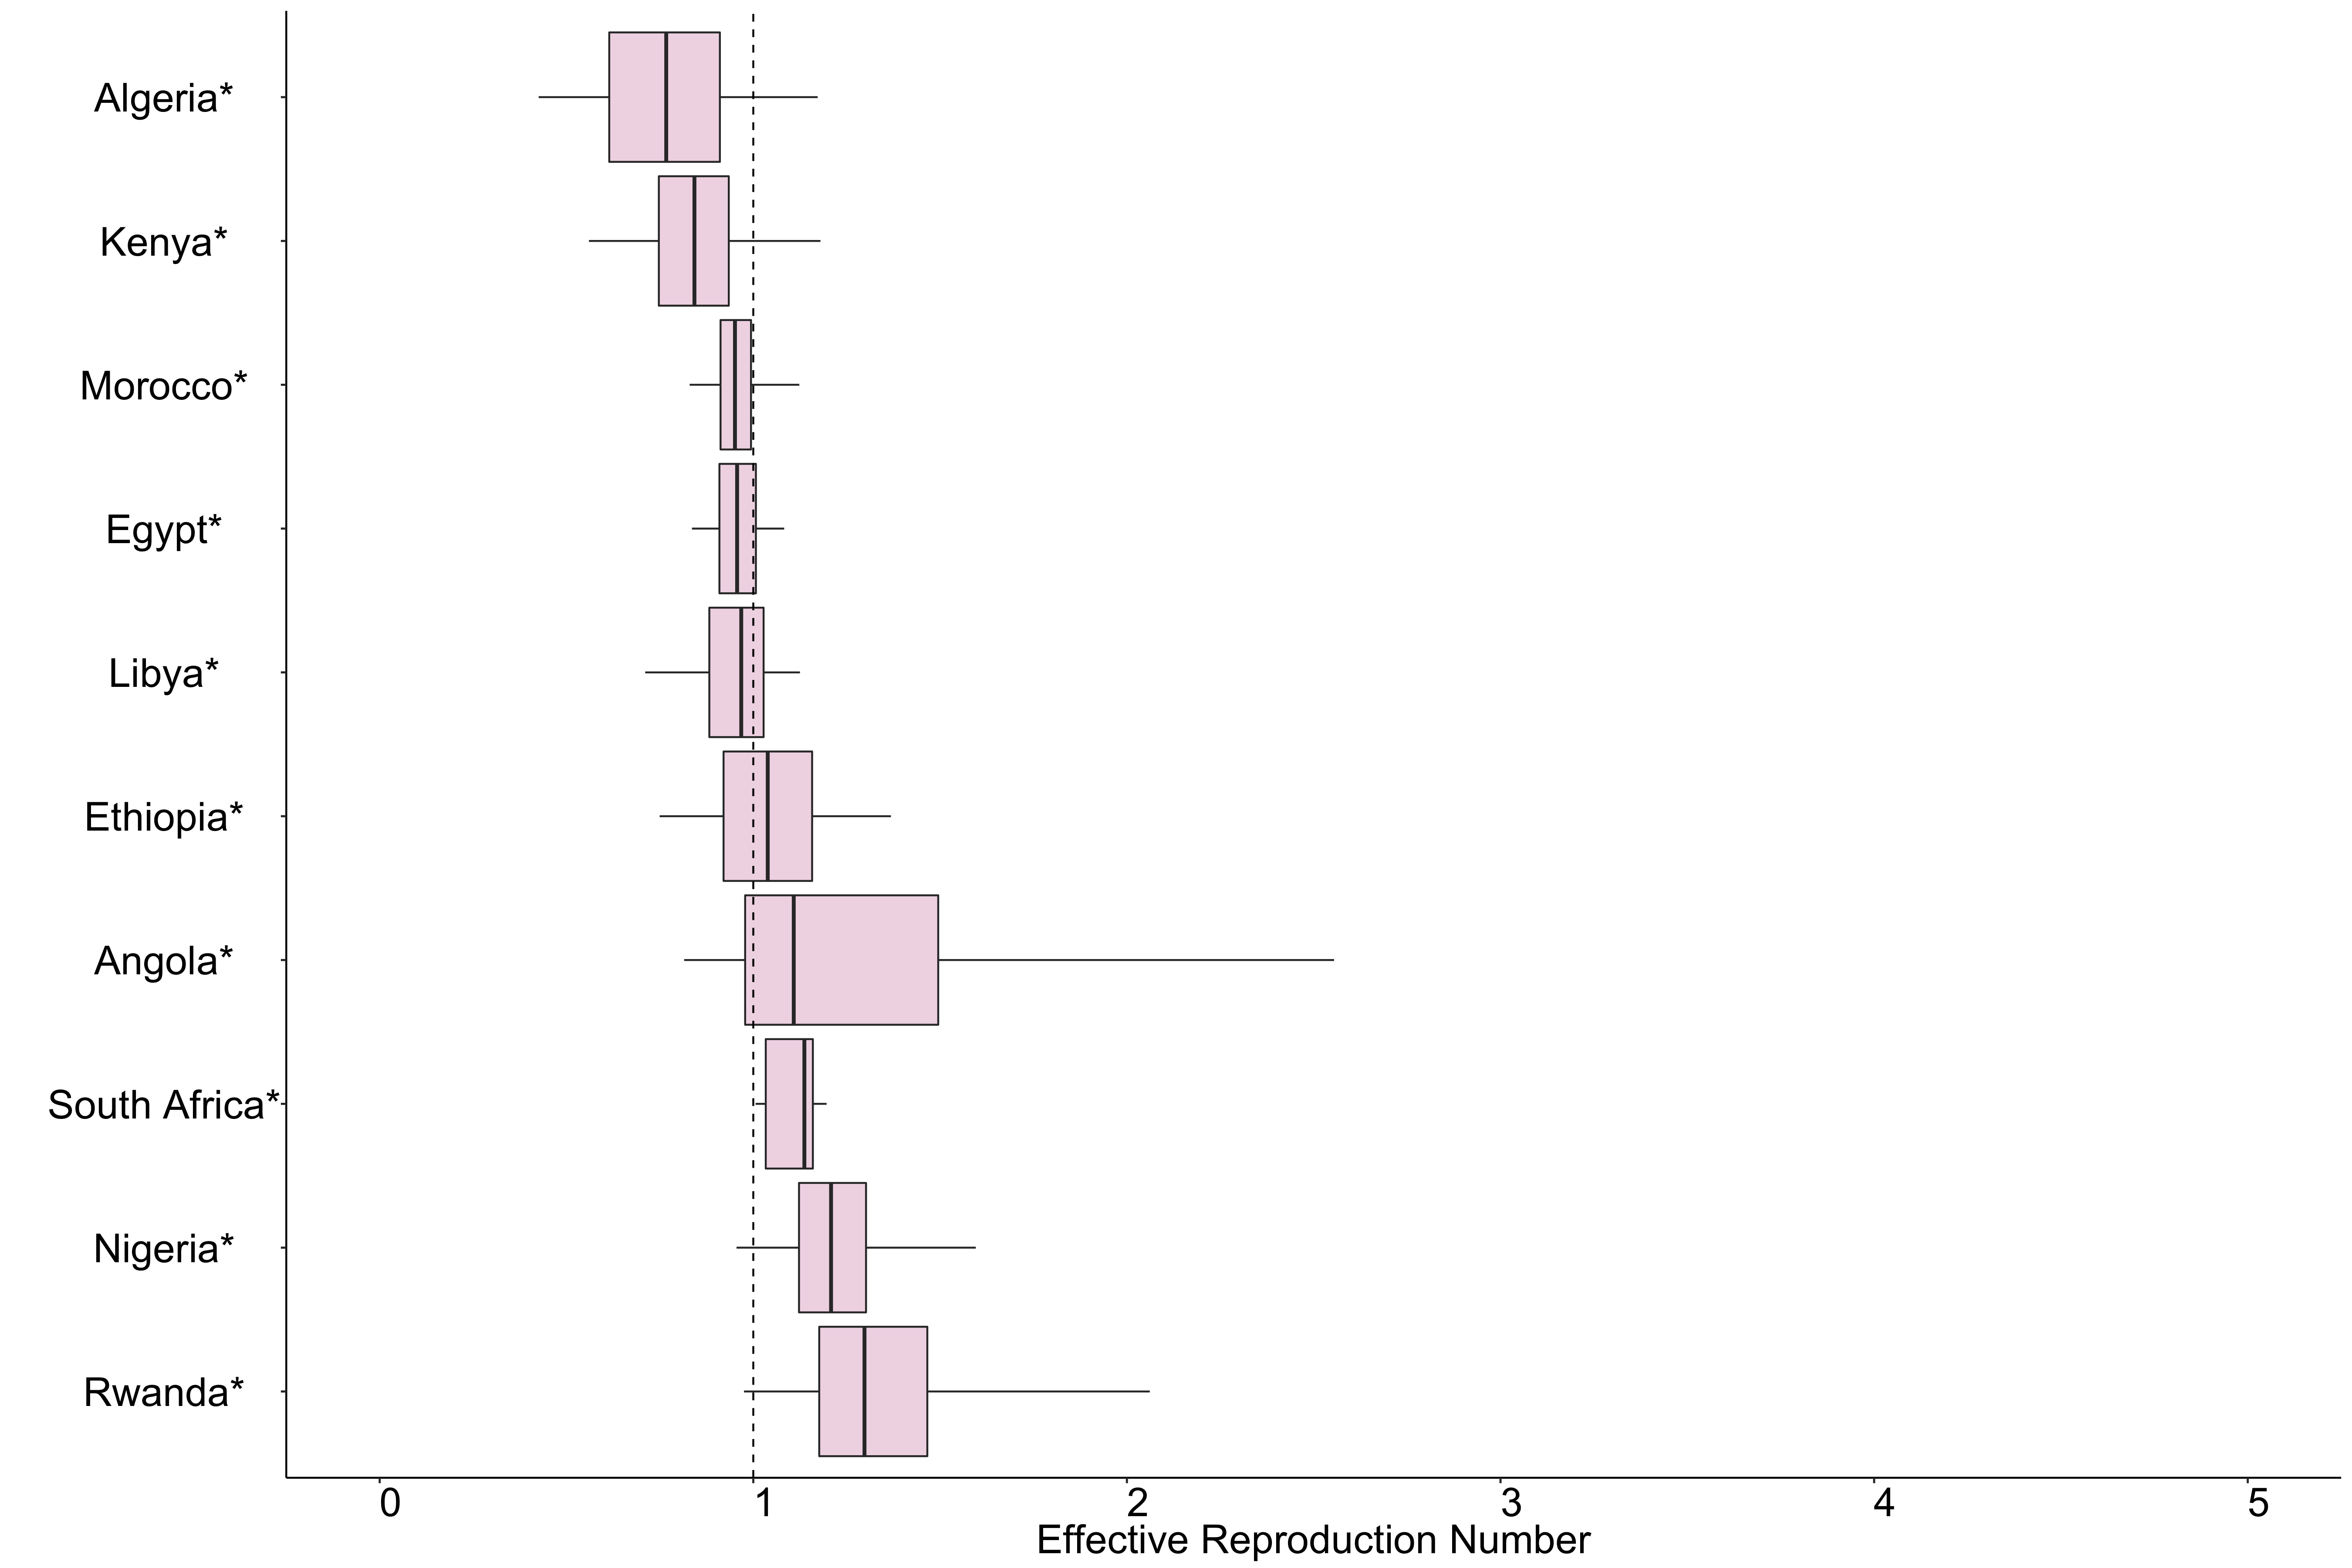 Algeria*
Kenya*
Morocco*
Egypt*
Libya*
Ethiopia*
Angola*
South Africa*
Nigeria*
Rwanda*
0 1 2 3 4 5
Effective Reproduction Number